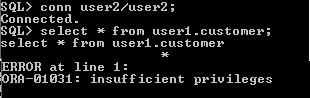 SQL> conn user2/user2;
Connected.
SQL> select * from user1.customer;
select * from user1.customer
*
ERROR at line 1:
ORA-01031: insufficient privileges